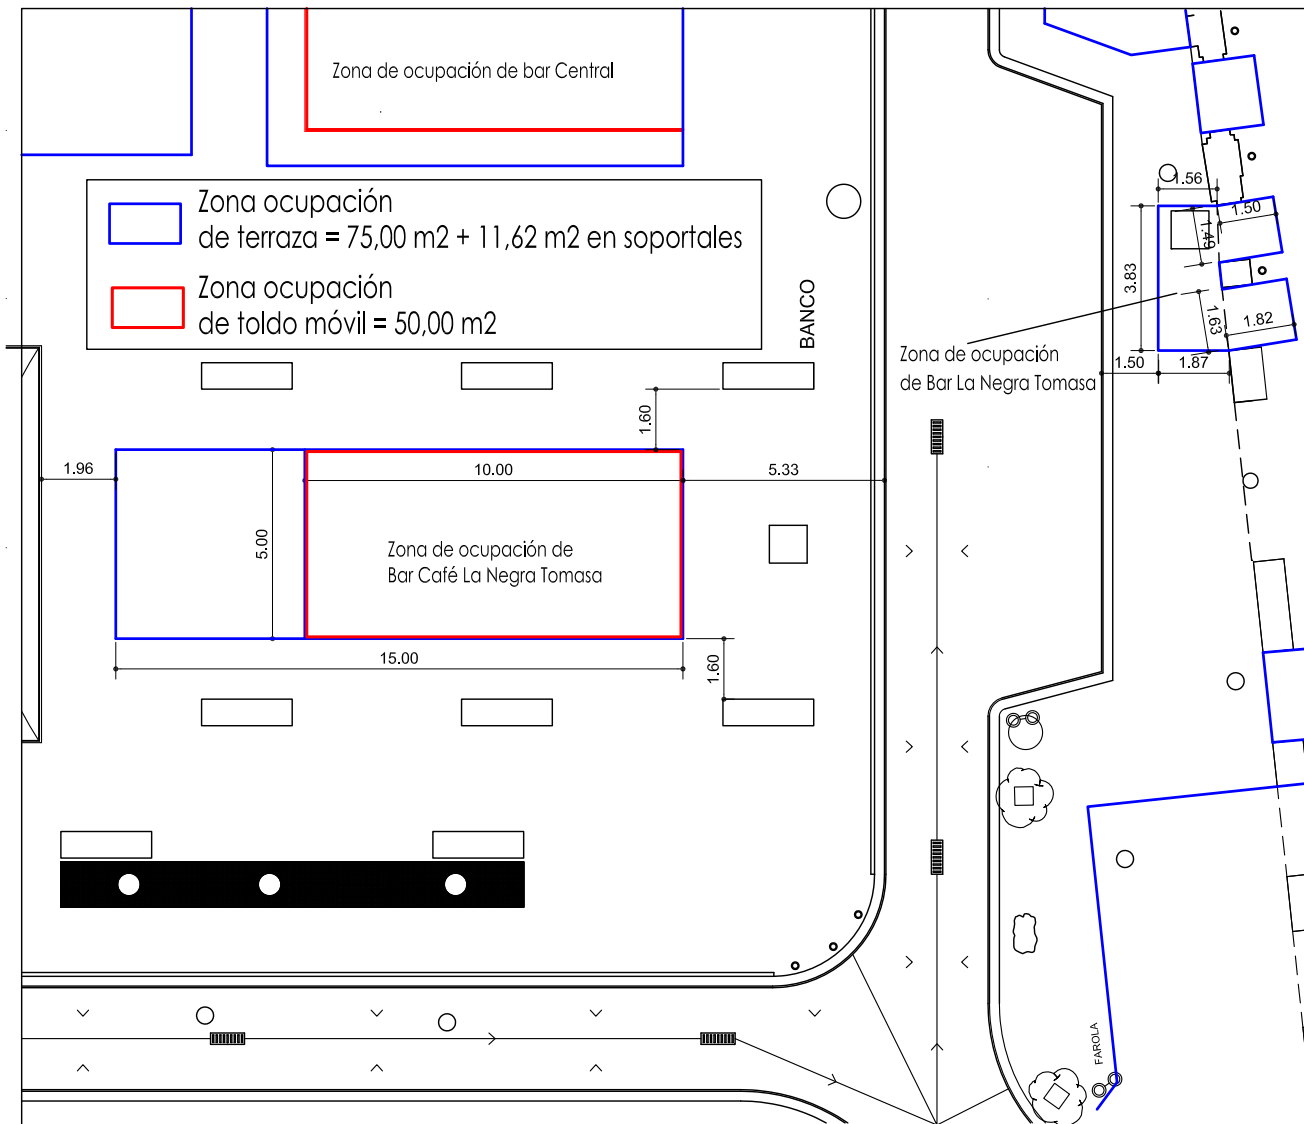 Zona de ocupación de bar Central
Zona ocupación
de terraza = 75,00 m2 + 11,62 m2 en soportales
Zona ocupación
de toldo móvil = 50,00 m2
BANCO
1.56
1.50
1.49
3.83
1.63
1.82
Zona de ocupación
de Bar La Negra Tomasa
1.50
1.87
1.60
1.96
10.00
5.33
5.00
Zona de ocupación de
Bar Café La Negra Tomasa
15.00
1.60
FAROLA